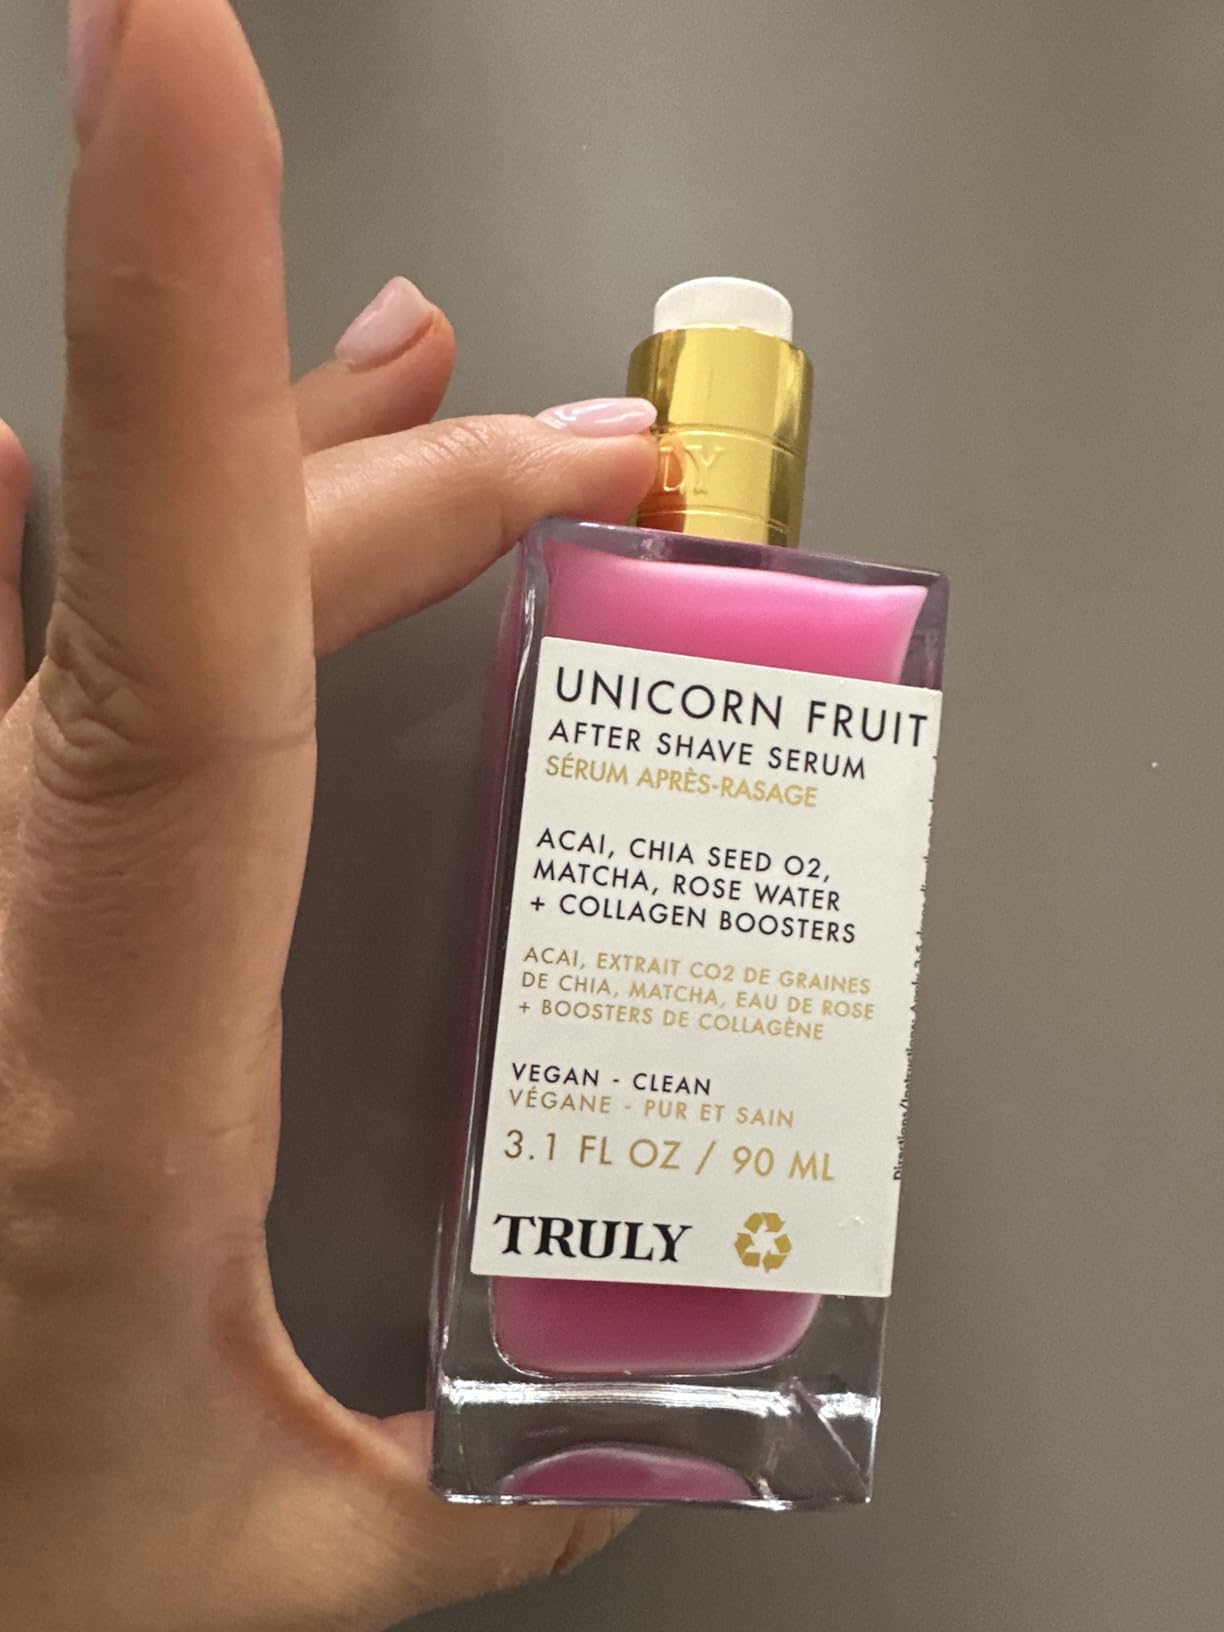 LY
UNICORN FRUIT
AFTER SHAVE SERUM
SÉRUM APRÈS-RASAGE
ACAI, CHIA SEED O2,
MATCHA, ROSE WATER
+ COLLAGEN BOOSTERS
ACAI, EXTRAIT CO2 DE GRAINES
DE CHIA, MATCHA, EAU DE ROSE
+ BOOSTERS DE COLLAGÈNE
VEGAN - CLEAN
VÉGANE - PUR ET SAIN
3.1 FL OZ / 90 ML
TRULY